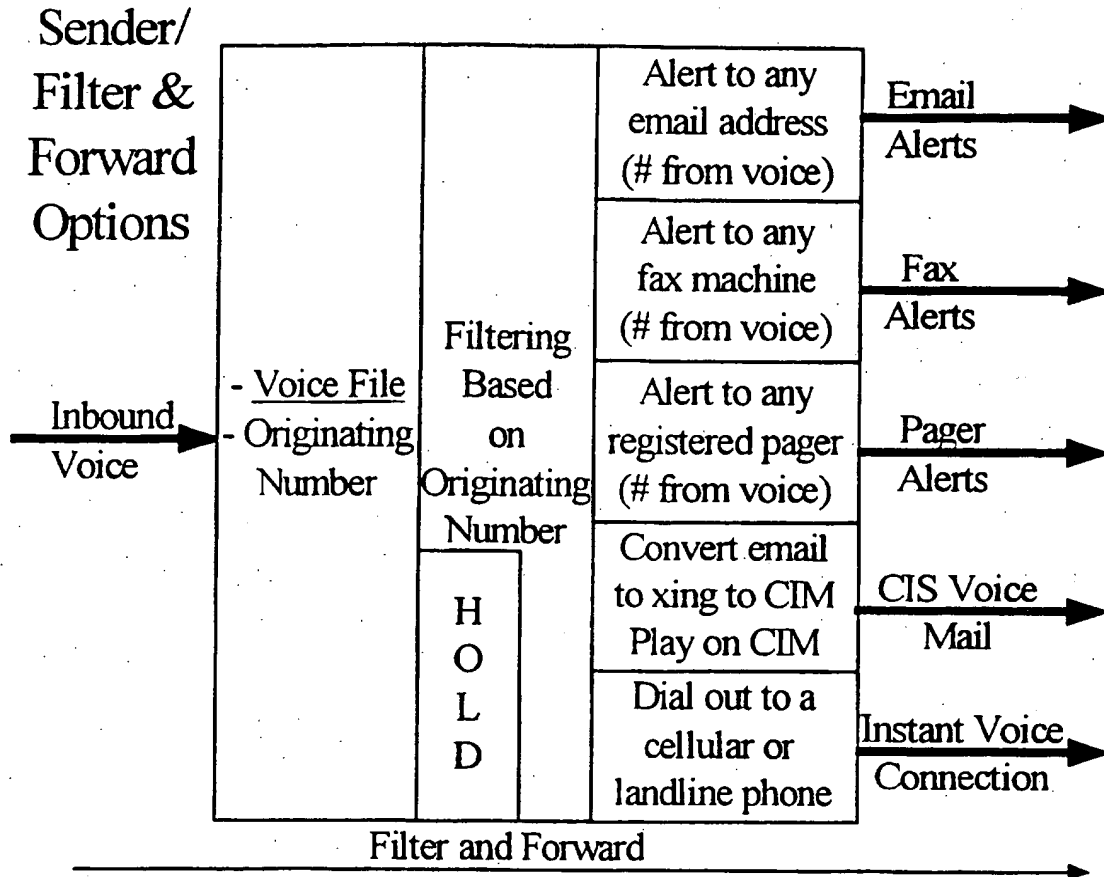 Sender/
Filter &
Forward
Options
Inbound
Voice
- Voice File
- Originating
Number
Filtering
Based
on
Originating
Number
H
O
L
D
Alert to any
email address
(# from voice)
Alert to any
fax machine
(# from voice)
Alert to any
registered pager
(# from voice)
Convert email
to xing to CIM
Play on CIM
Dial out to a
cellular or
landline phone
Email
Alerts
Fax
Alerts
Pager
Alerts
CIS Voice
Mail
Instant Voice
Connection
Filter and Forward